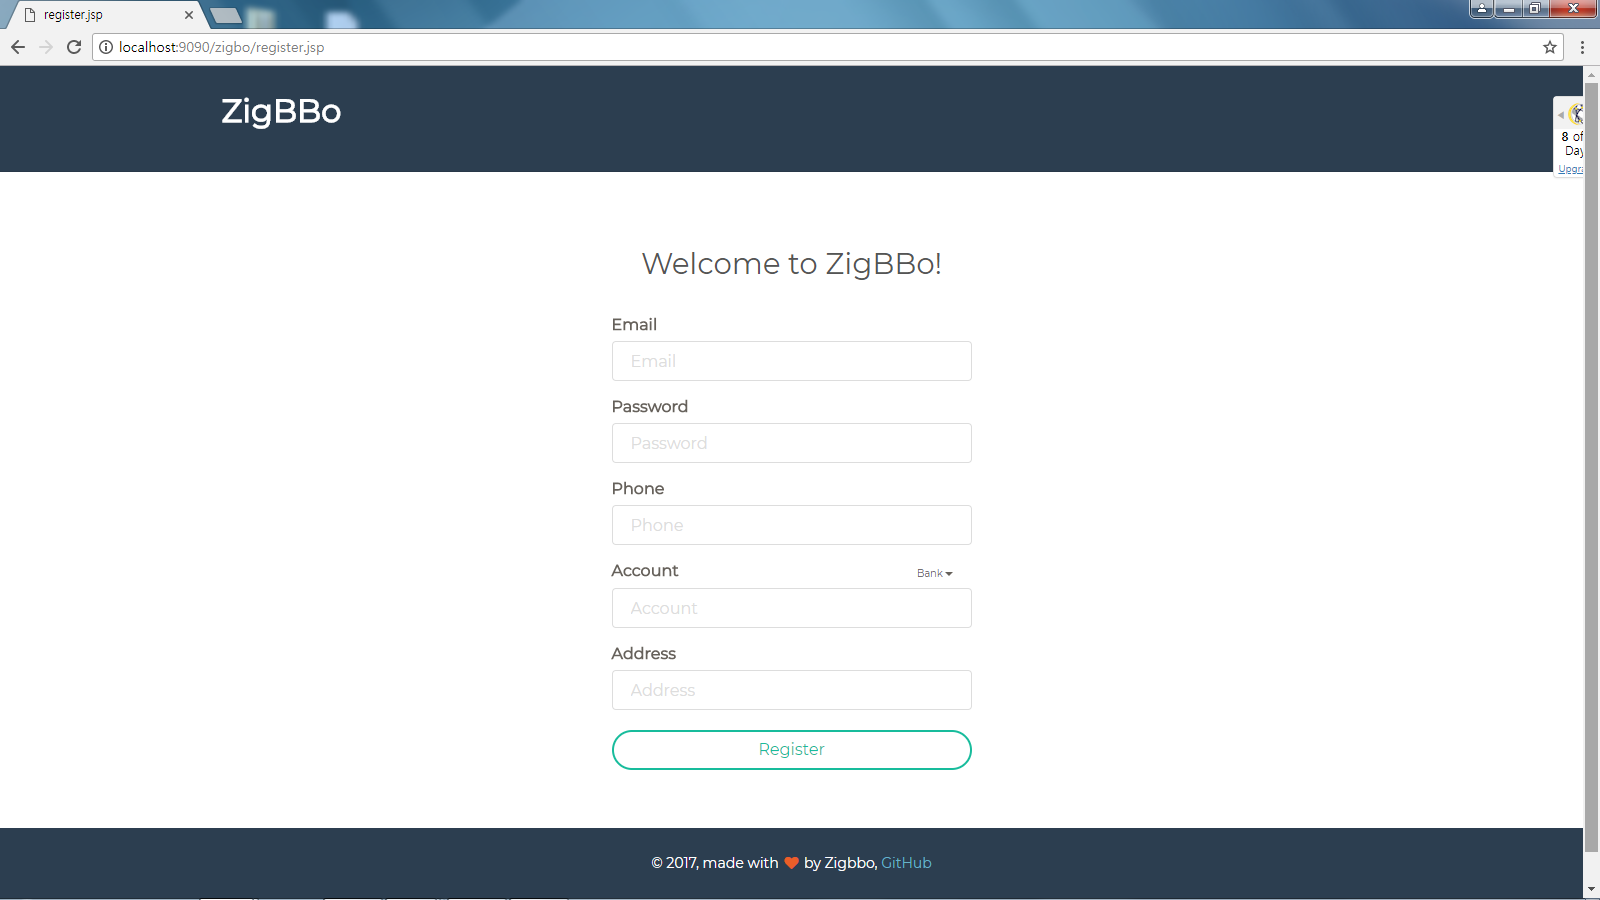 register.jsp
localhost:9090/zigbo/register.jsp
ZigBBo
8 of
Day
Welcome to ZigBBo!
Email
Email
Password
Password
Phone
Phone
Account
Bank
Account
Address
Address
Register
© 2017, made with ❤ by Zigbbo, GitHub